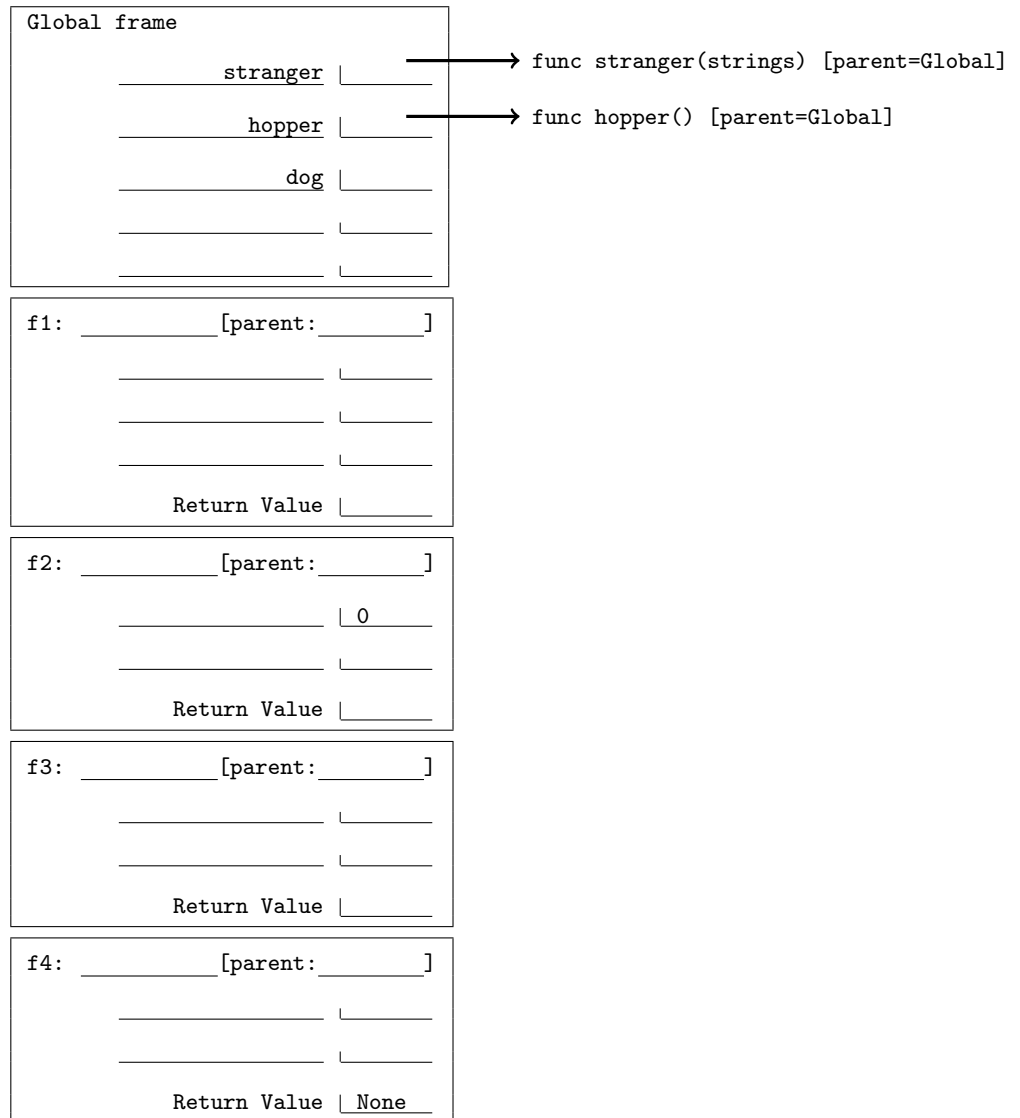 Global frame
stranger
func stranger(strings) [parent=Global]
hopper
func hopper() [parent=Global]
dog
f1: [parent: ]
Return Value
f2: [parent: ]
0
Return Value
f3: [parent: ]
Return Value
f4: [parent: ]
Return Value None